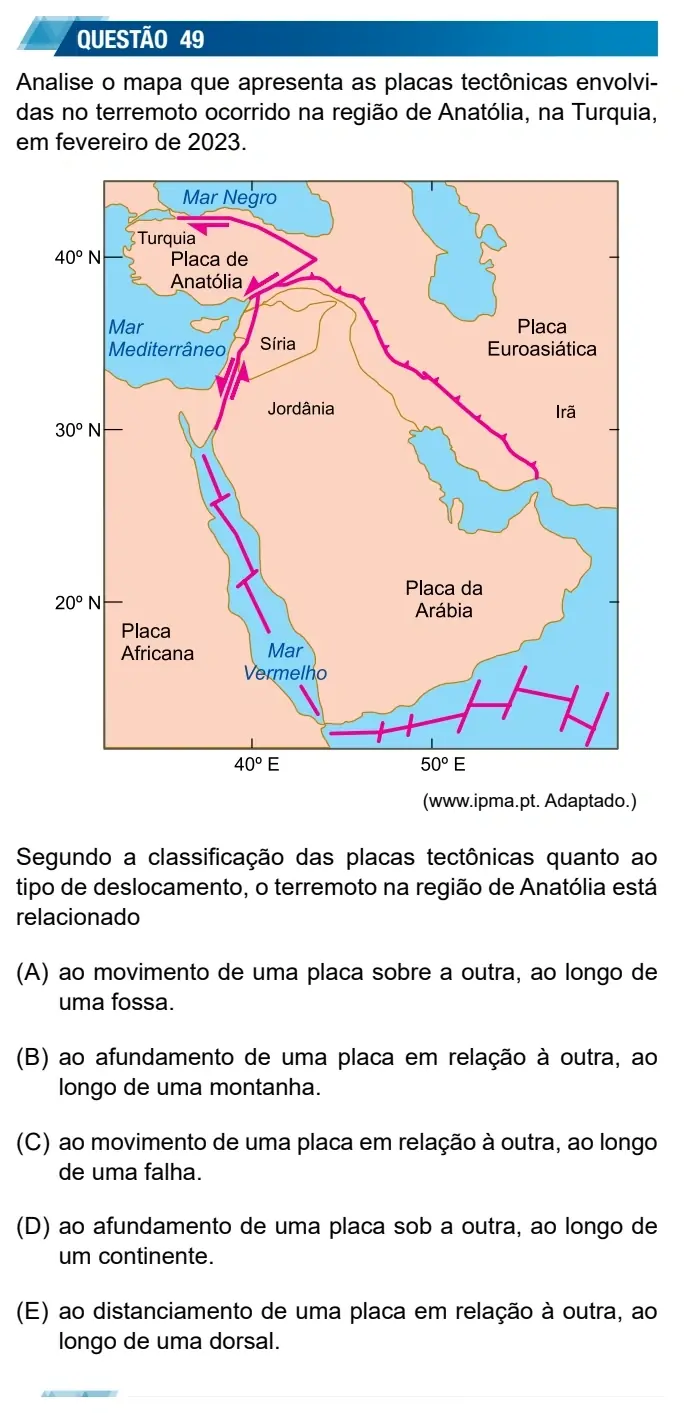 QUESTÃO 49
Analise o mapa que apresenta as placas tectônicas envolvi-
das no terremoto ocorrido na região de Anatólia, na Turquia,
em fevereiro de 2023.
Mar Negro
Turquia
40º N
Placa de
Anatólia
Mar
Mediterrâneo
Síria
Placa
Euroasiática
Jordânia
Irã
30º N
20º N
Placa da
Arábia
Placa
Africana
Mar
Vermelho
40º E
50º E
(www.ipma.pt. Adaptado.)
Segundo a classificação das placas tectônicas quanto ao
tipo de deslocamento, o terremoto na região de Anatólia está
relacionado
(A) ao movimento de uma placa sobre a outra, ao longo de
uma fossa.
(B) ao afundamento de uma placa em relação à outra, ao
longo de uma montanha.
(C) ao movimento de uma placa em relação à outra, ao longo
de uma falha.
(D) ao afundamento de uma placa sob a outra, ao longo de
um continente.
(E) ao distanciamento de uma placa em relação à outra, ao
longo de uma dorsal.